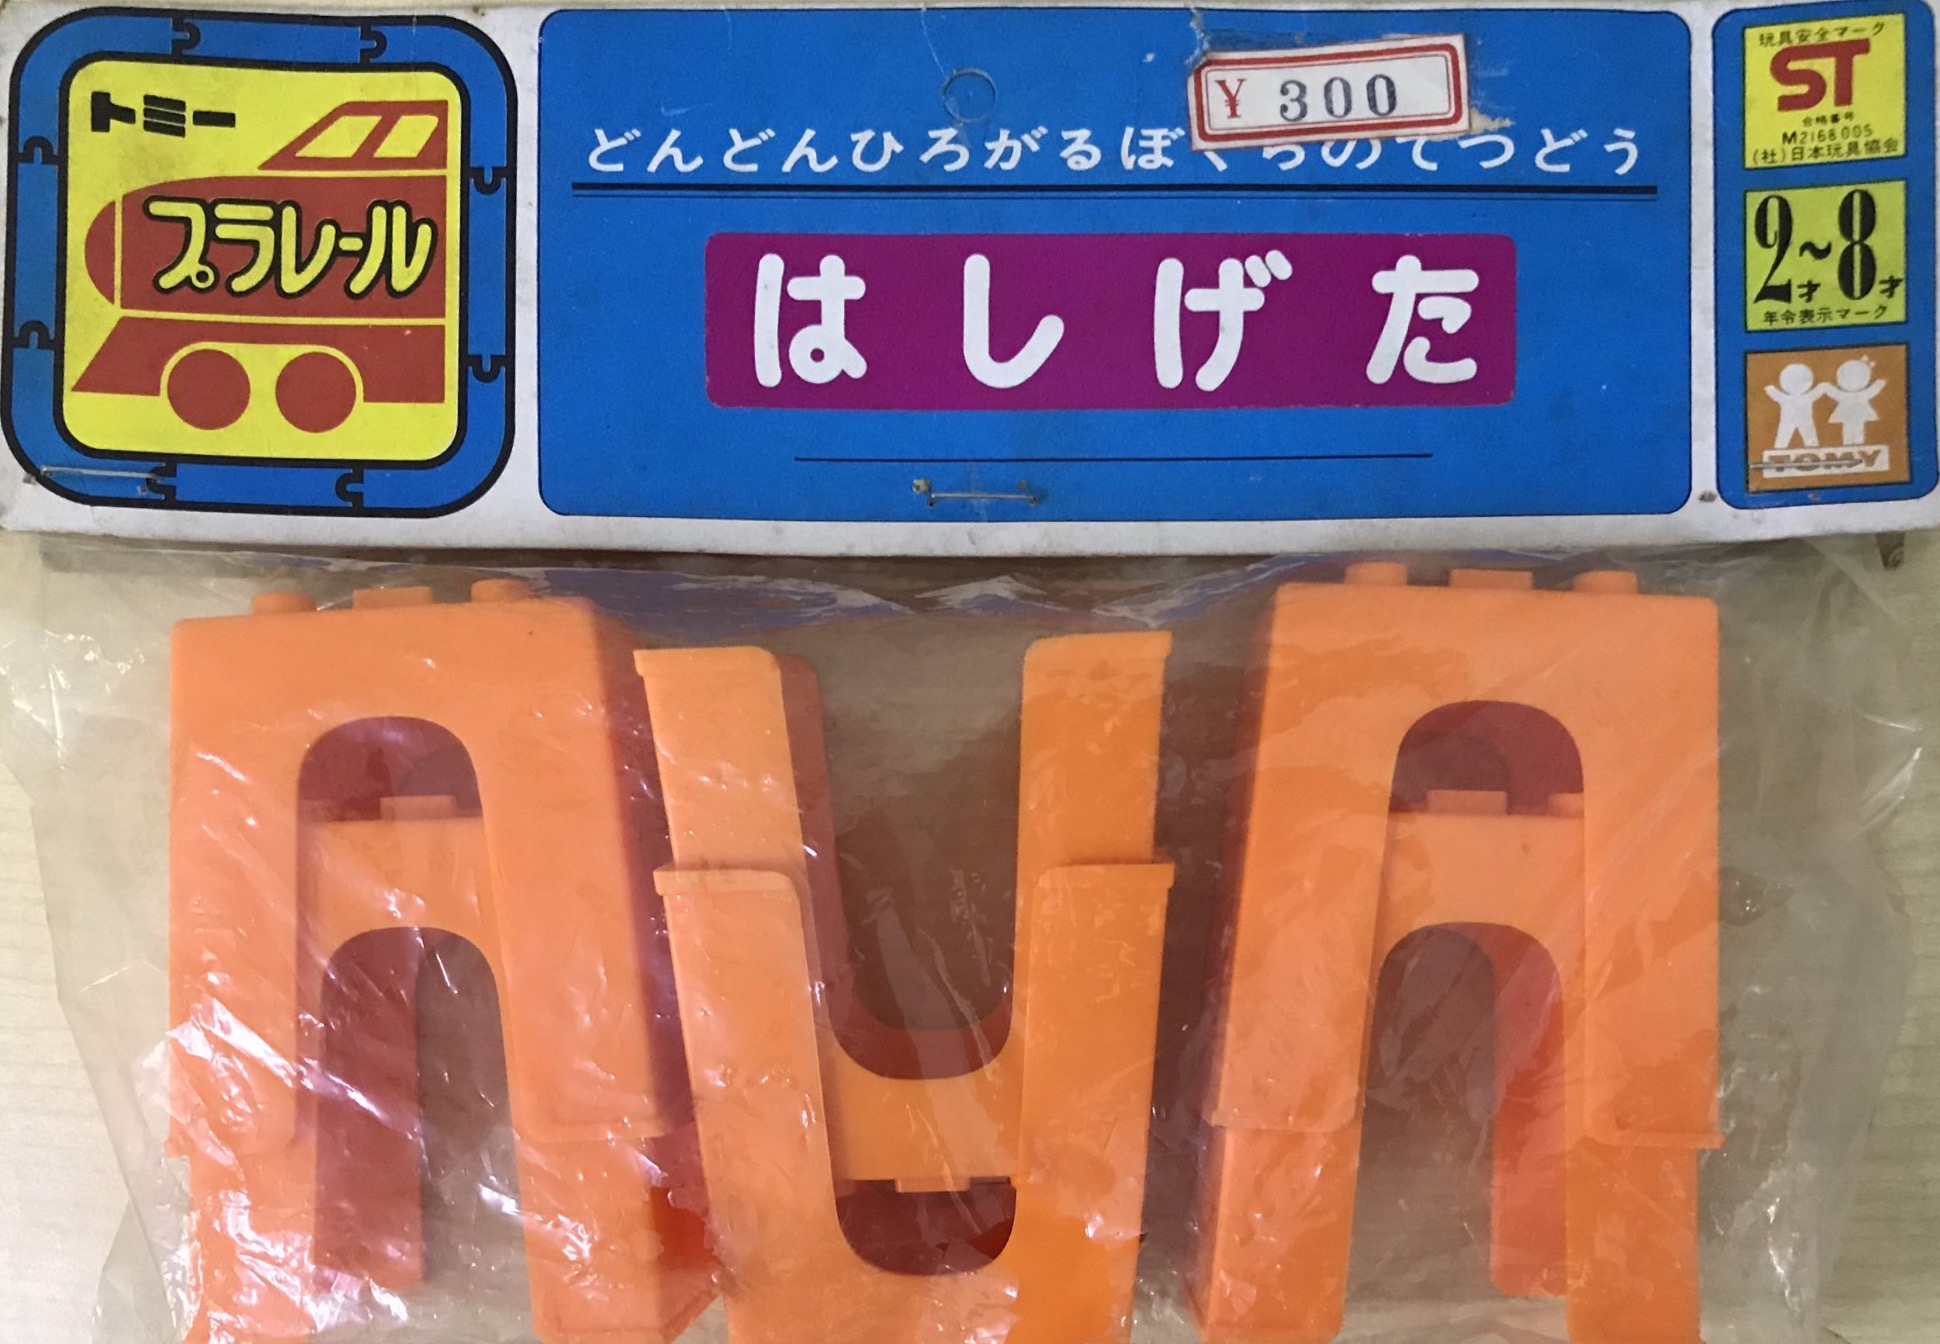 トミー
プラレール
¥ 300
どんどんひろがるぼくらのてつどう
はしげた
玩具安全マーク
ST
合格番号
M2168005
(社)日本玩具協会
2才~8才
年令表示マーク
TOMY